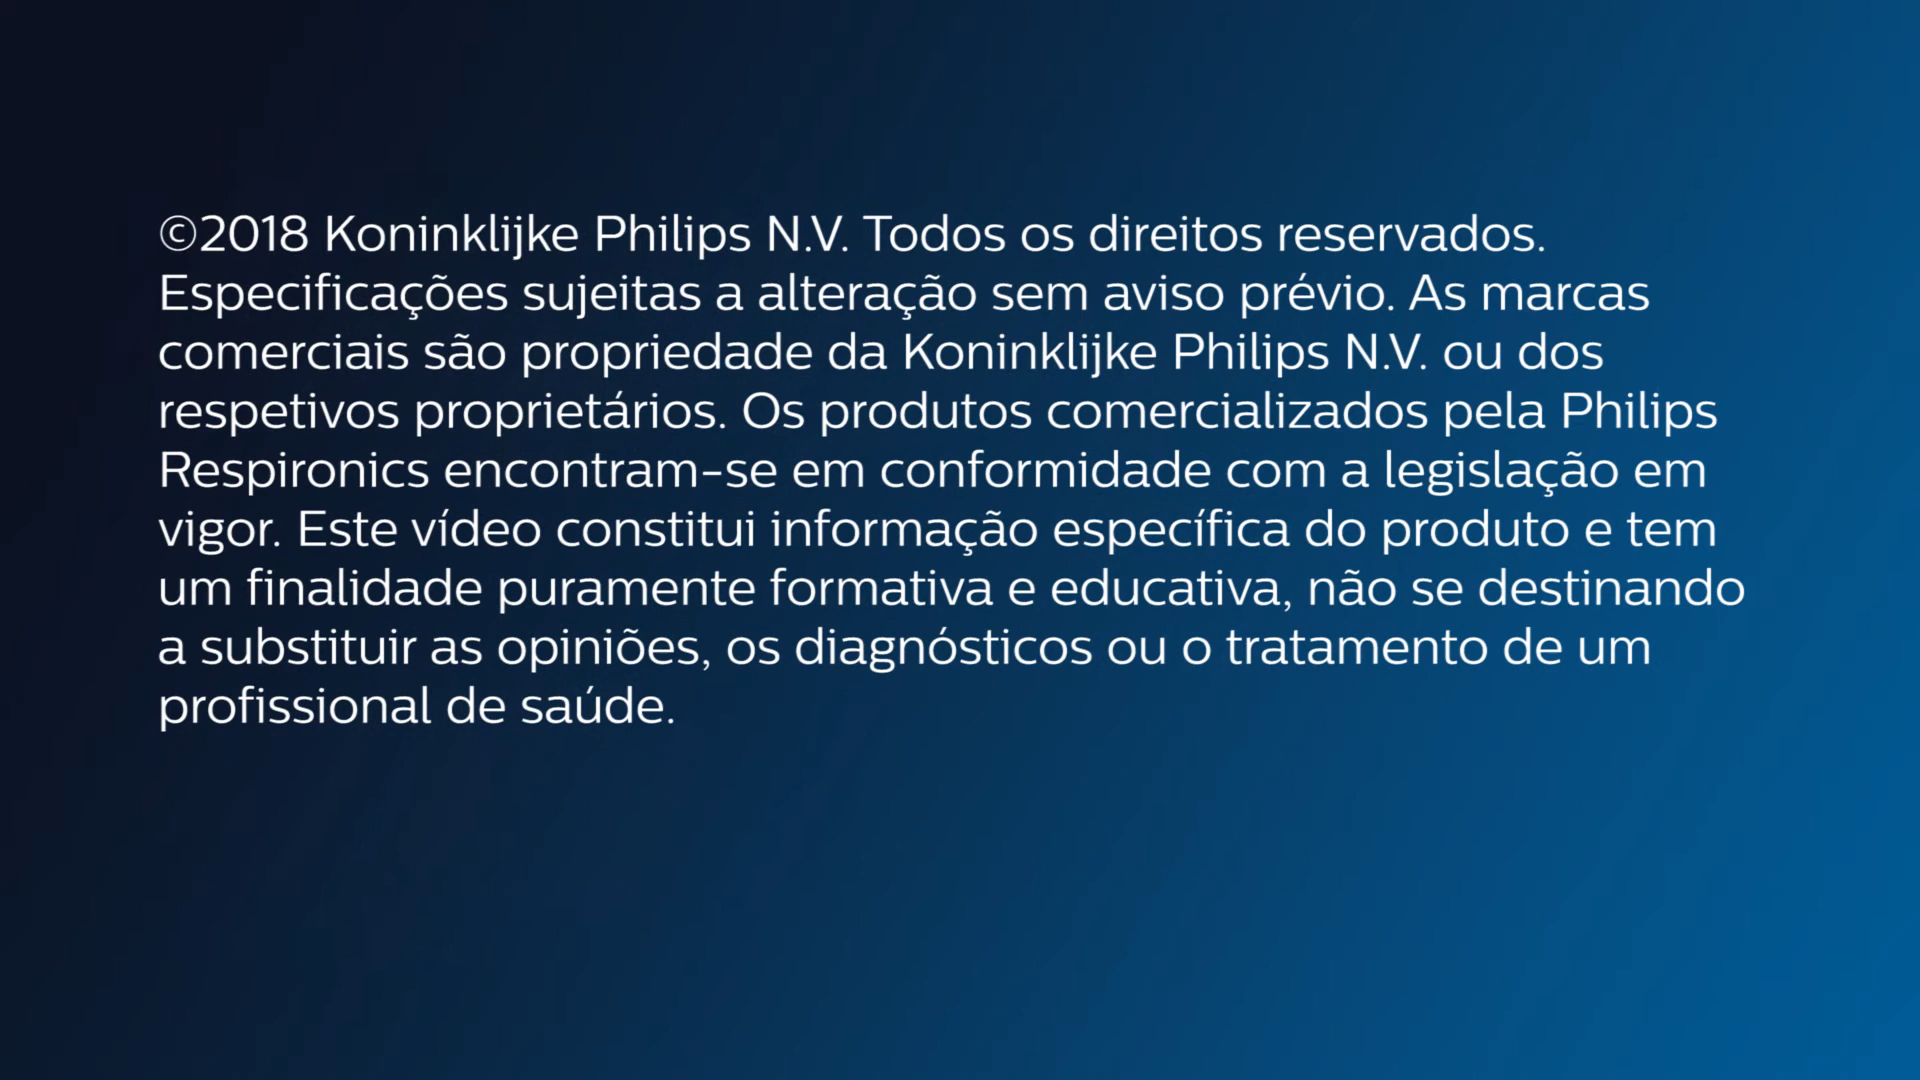 ©2018 Koninklijke Philips N.V. Todos os direitos reservados.
Especificações sujeitas a alteração sem aviso prévio. As marcas
comerciais são propriedade da Koninklijke Philips N.V. ou dos
respetivos proprietários. Os produtos comercializados pela Philips
Respironics encontram-se em conformidade com a legislação em
vigor. Este vídeo constitui informação específica do produto e tem
um finalidade puramente formativa e educativa, não se destinando
a substituir as opiniões, os diagnósticos ou o tratamento de um
profissional de saúde.